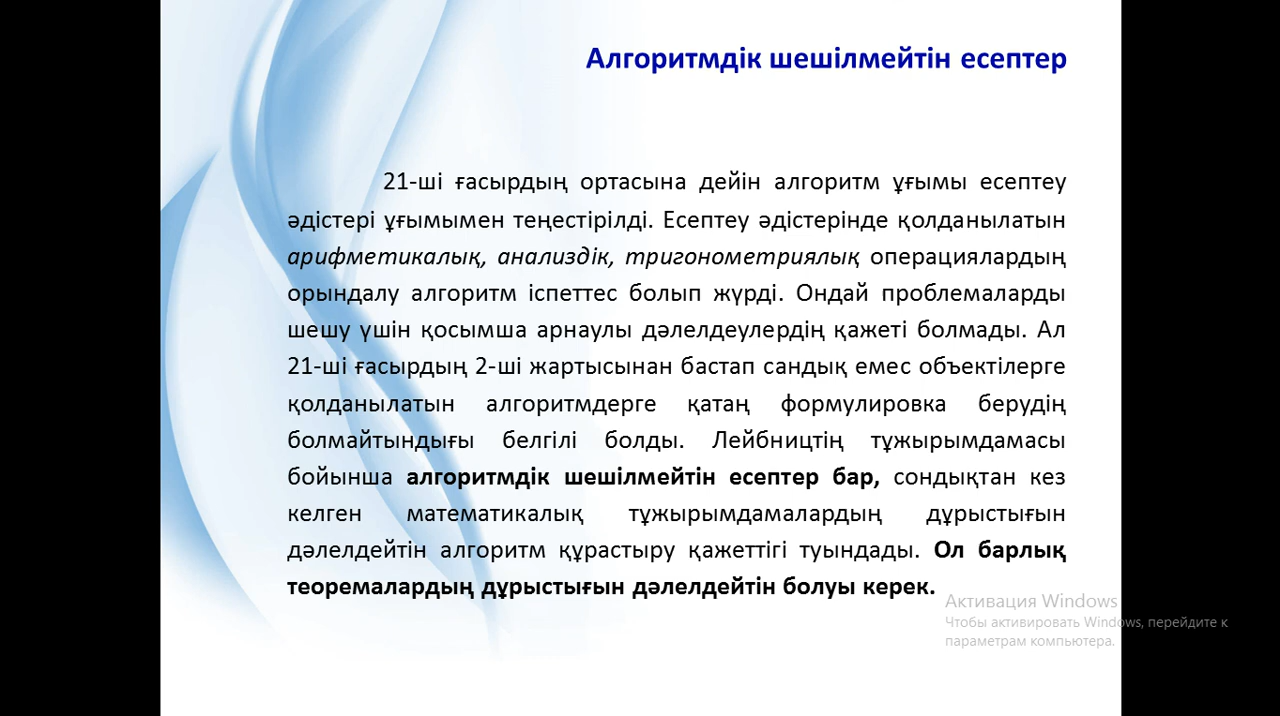 Алгоритмдік шешілмейтін есептер
21-ші ғасырдың ортасына дейін алгоритм ұғымы есептеу
әдістері ұғымымен теңестірілді. Есептеу әдістерінде қолданылатын
арифметикалық, анализдік, тригонометриялық операциялардың
орындалу алгоритм іспеттес болып жүрді. Ондай проблемаларды
шешу үшін қосымша арнаулы дәлелдеулердің қажеті болмады. Ал
21-ші ғасырдың 2-ші жартысынан бастап сандық емес объектілерге
қолданылатын алгоритмдерге қатаң формулировка берудің
болмайтындығы белгілі болды. Лейбництің тұжырымдамасы
бойынша алгоритмдік шешілмейтін есептер бар, сондықтан кез
келген математикалық тұжырымдамалардың дұрыстығын
дәлелдейтін алгоритм құрастыру қажеттігі туындады. Ол барлық
теоремалардың дұрыстығын дәлелдейтін болуы керек.
Активация Windows
Чтобы активировать Windows, перейдите к
параметрам компьютера.